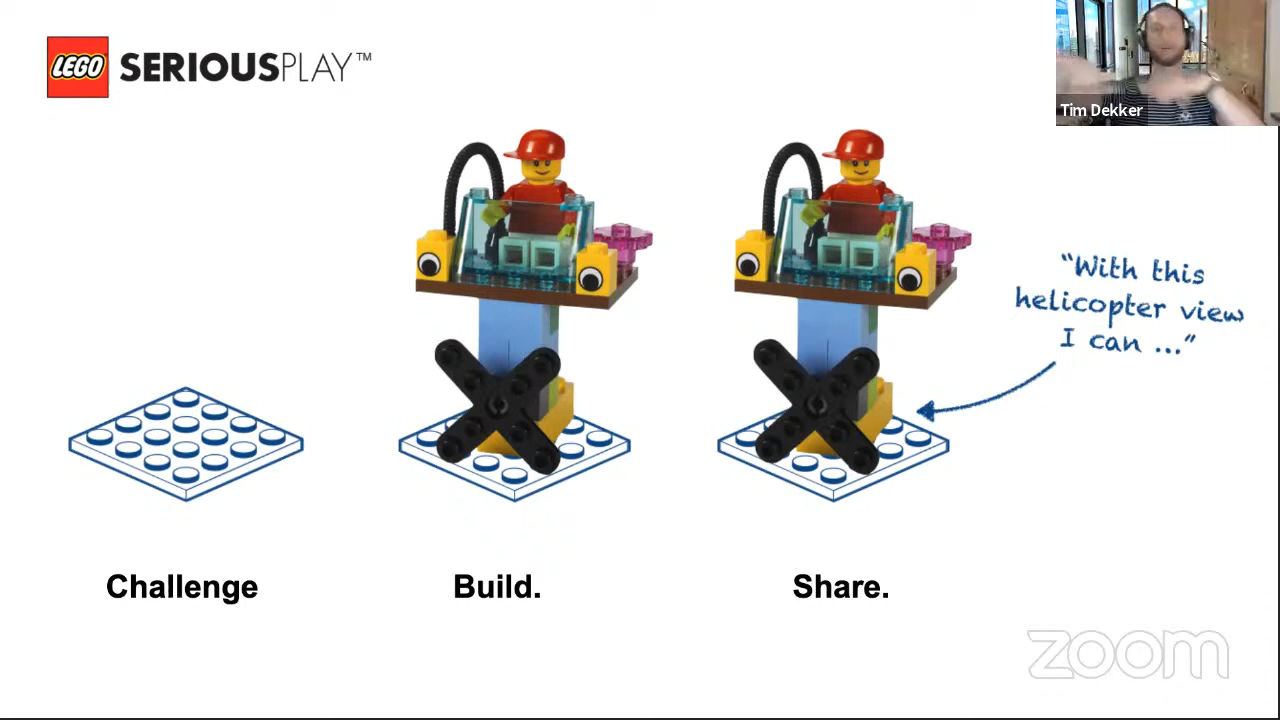 LEGO SERIOUSPLAY™
Tim Dekker
“With this
helicopter view
I can ...”
Challenge
Build.
Share.
zoom